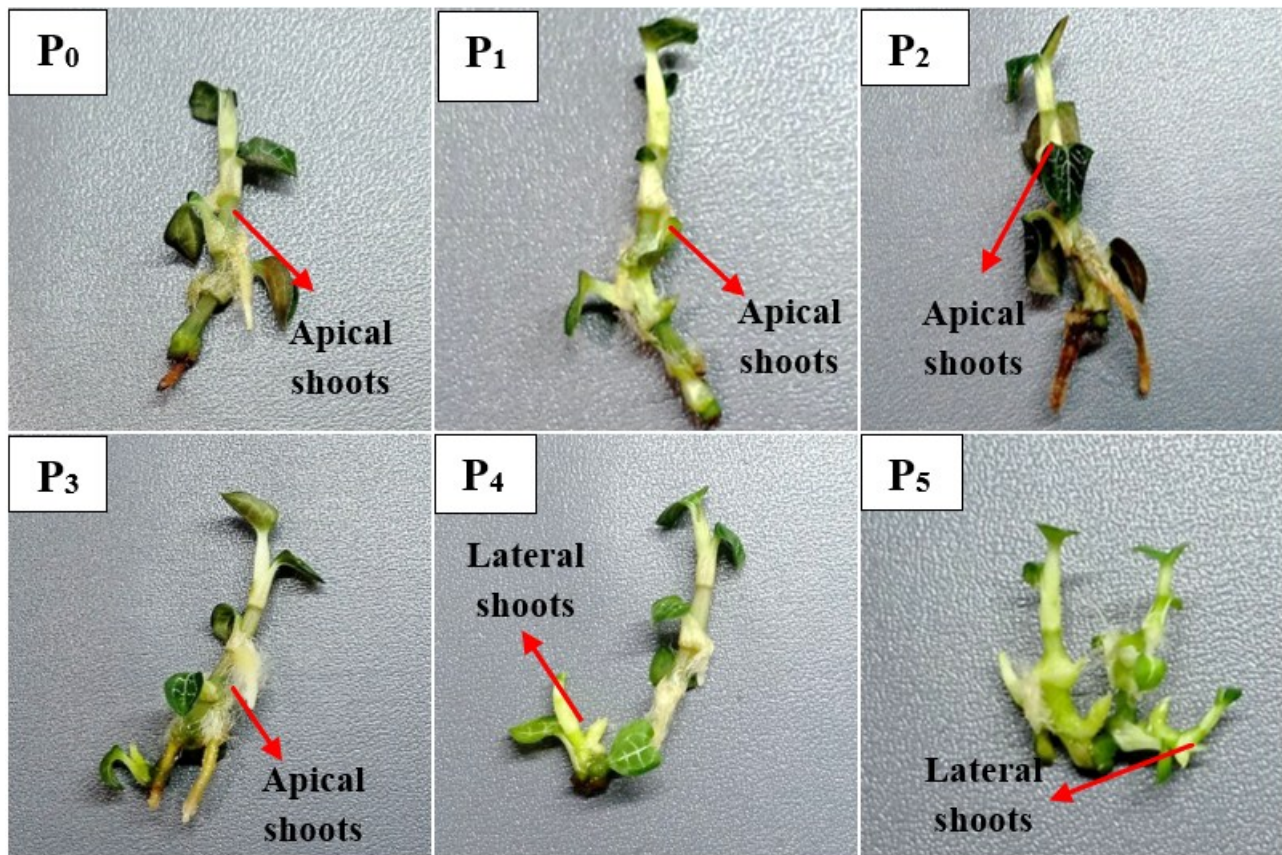 P₀
Apical
shoots
P₁
Apical
shoots
P₂
Apical
shoots
P₃
Apical
shoots
P₄
Lateral
shoots
P₅
Lateral
shoots